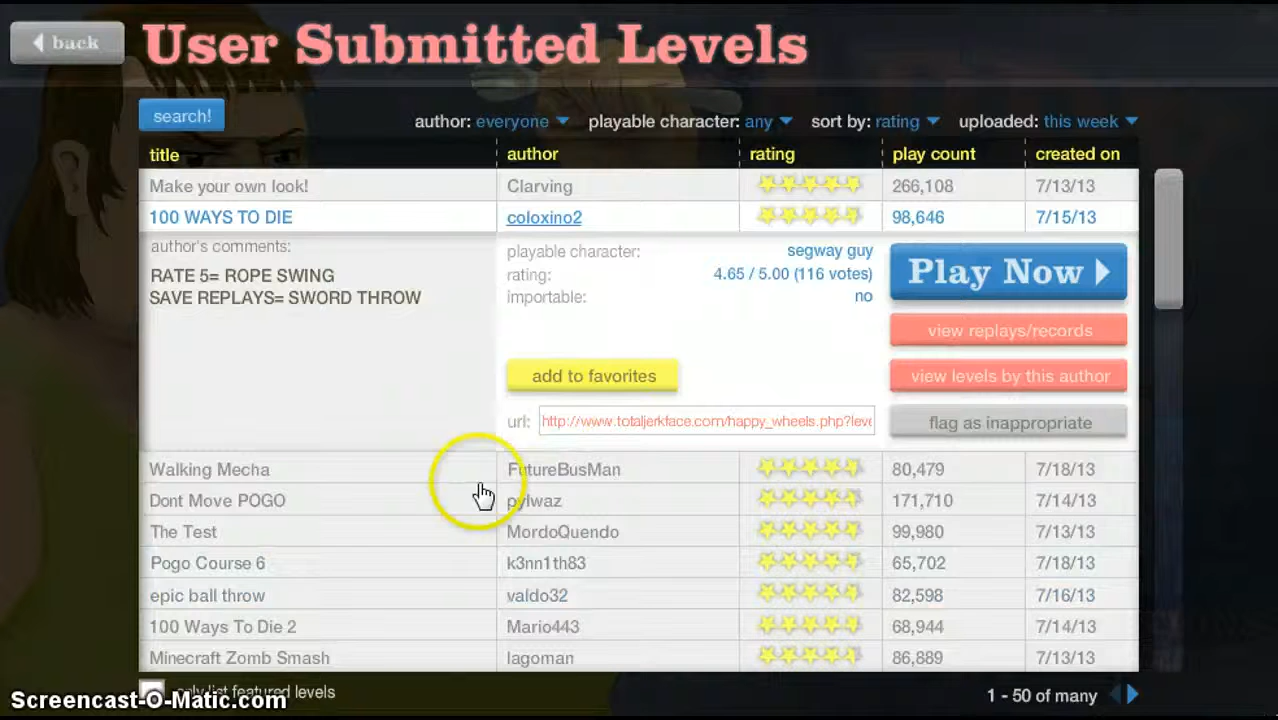 back
User Submitted Levels
search!
author: everyone playable character: any sort by: rating uploaded: this week
title author rating play count created on
Make your own look! Clarving 266,108 7/13/13
100 WAYS TO DIE coloxino2 98,646 7/15/13
author's comments:
RATE 5= ROPE SWING
SAVE REPLAYS= SWORD THROW
playable character: segway guy
rating: 4.65 / 5.00 (116 votes)
importable: no
add to favorites
url: http://www.totaljerkface.com/happy_wheels.php?leve
Play Now
view replays/records
view levels by this author
flag as inappropriate
Walking Mecha FutureBusMan 80,479 7/18/13
Dont Move POGO pylwaz 171,710 7/14/13
The Test MordoQuendo 99,980 7/13/13
Pogo Course 6 k3nn1th83 65,702 7/18/13
epic ball throw valdo32 82,598 7/16/13
100 Ways To Die 2 Mario443 68,944 7/14/13
Minecraft Zomb Smash lagoman 86,889 7/13/13
only list featured levels
1 - 50 of many
Screencast-O-Matic.com